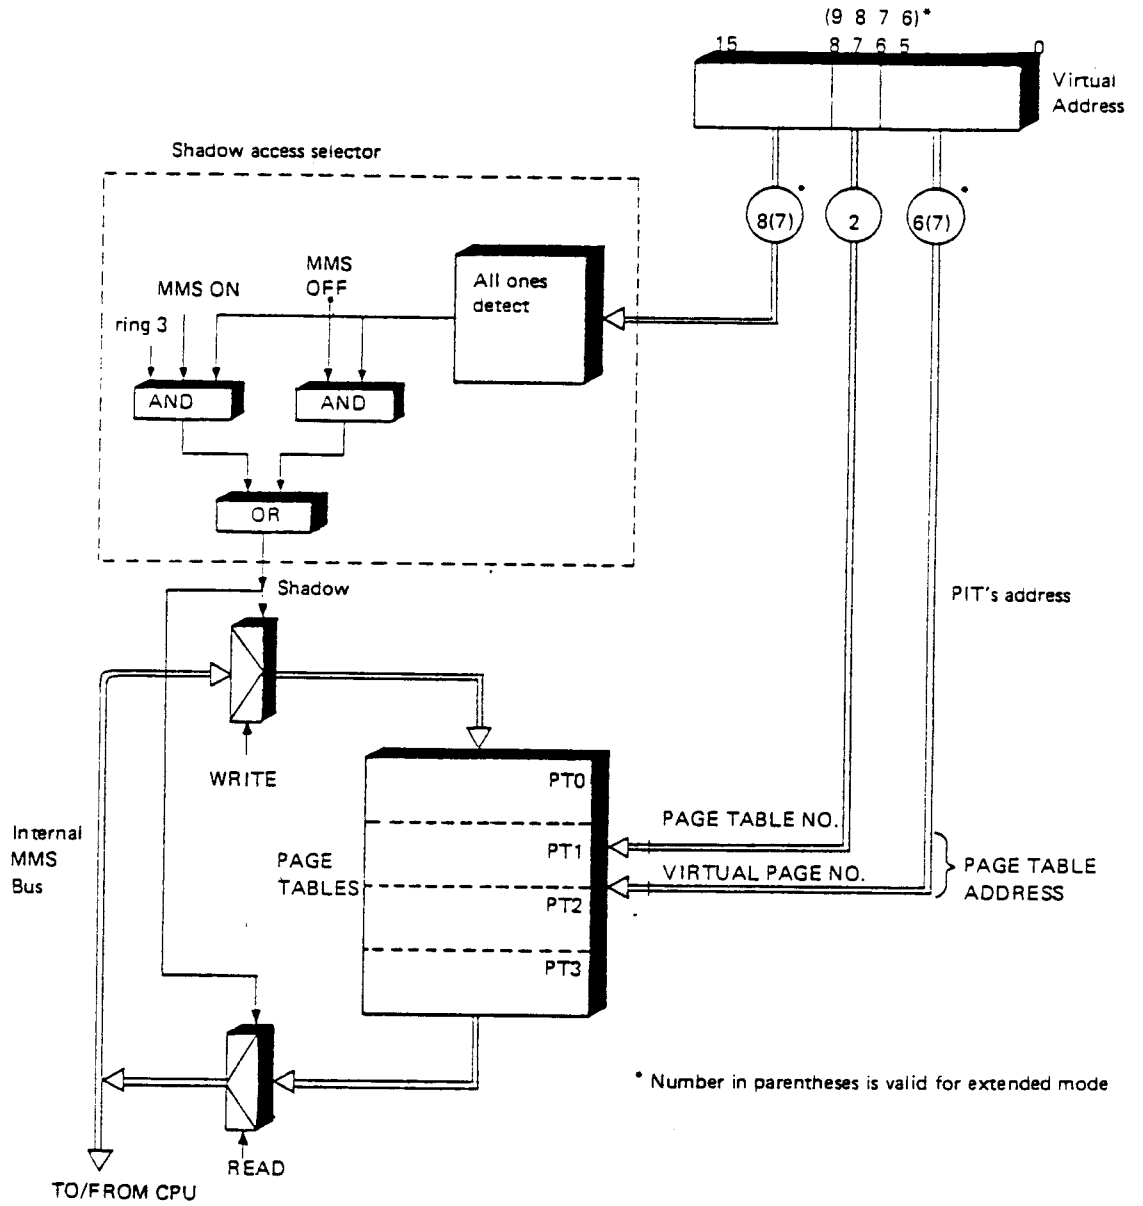 (9 8 7 6)*
15 8 7 6 5 0
Virtual
Address
Shadow access selector
8(7)*
2
6(7)*
MMS
OFF
MMS ON
ring 3
All ones
detect
AND
AND
OR
Shadow
PIT's address
WRITE
Internal
MMS
Bus
PAGE
TABLES
PT0
PT1
PT2
PT3
PAGE TABLE NO.
VIRTUAL PAGE NO.
PAGE TABLE
ADDRESS
* Number in parentheses is valid for extended mode
READ
TO/FROM CPU